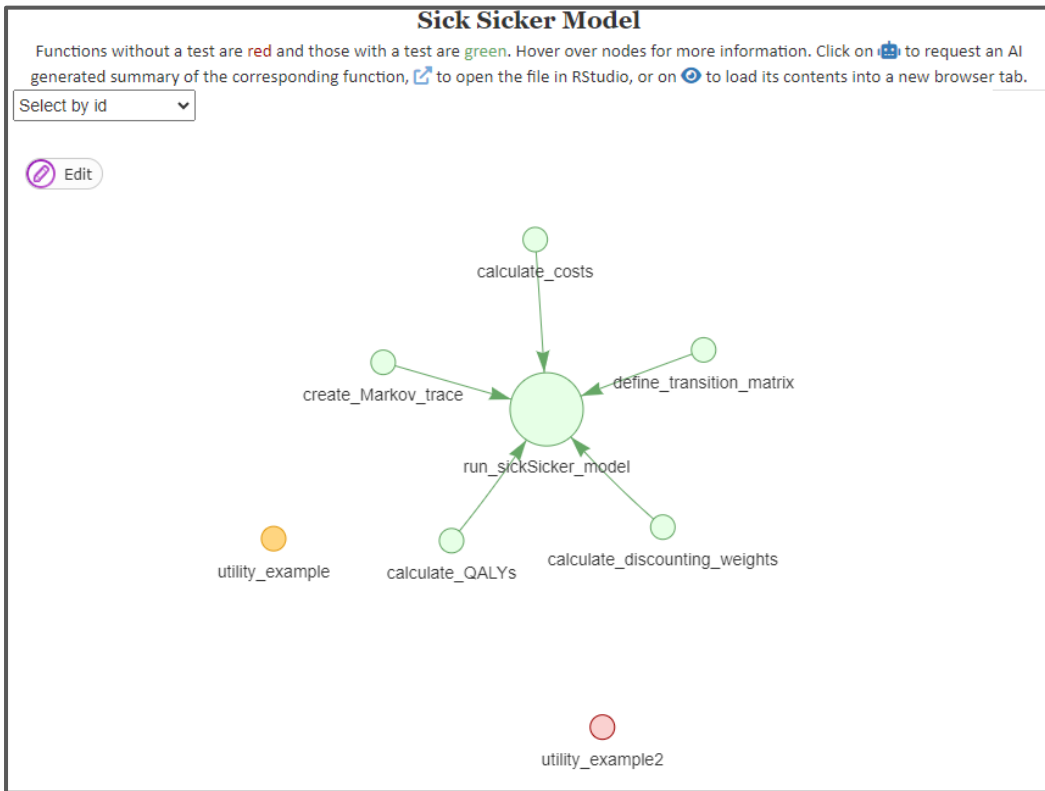 Sick Sicker Model
Functions without a test are red and those with a test are green. Hover over nodes for more information. Click on to request an AI
generated summary of the corresponding function, to open the file in RStudio, or on to load its contents into a new browser tab.
Select by id
Edit
calculate_costs
define_transition_matrix
create_Markov_trace
run_sickSicker_model
calculate_discounting_weights
utility_example
calculate_QALYs
utility_example2